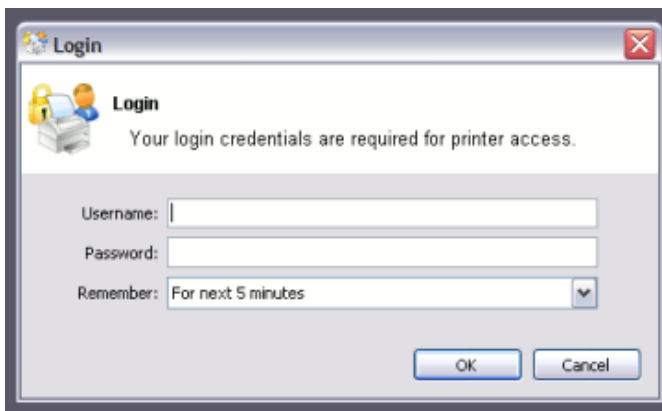 Login
Login
Your login credentials are required for printer access.
Username:
Password:
Remember: For next 5 minutes
OK Cancel